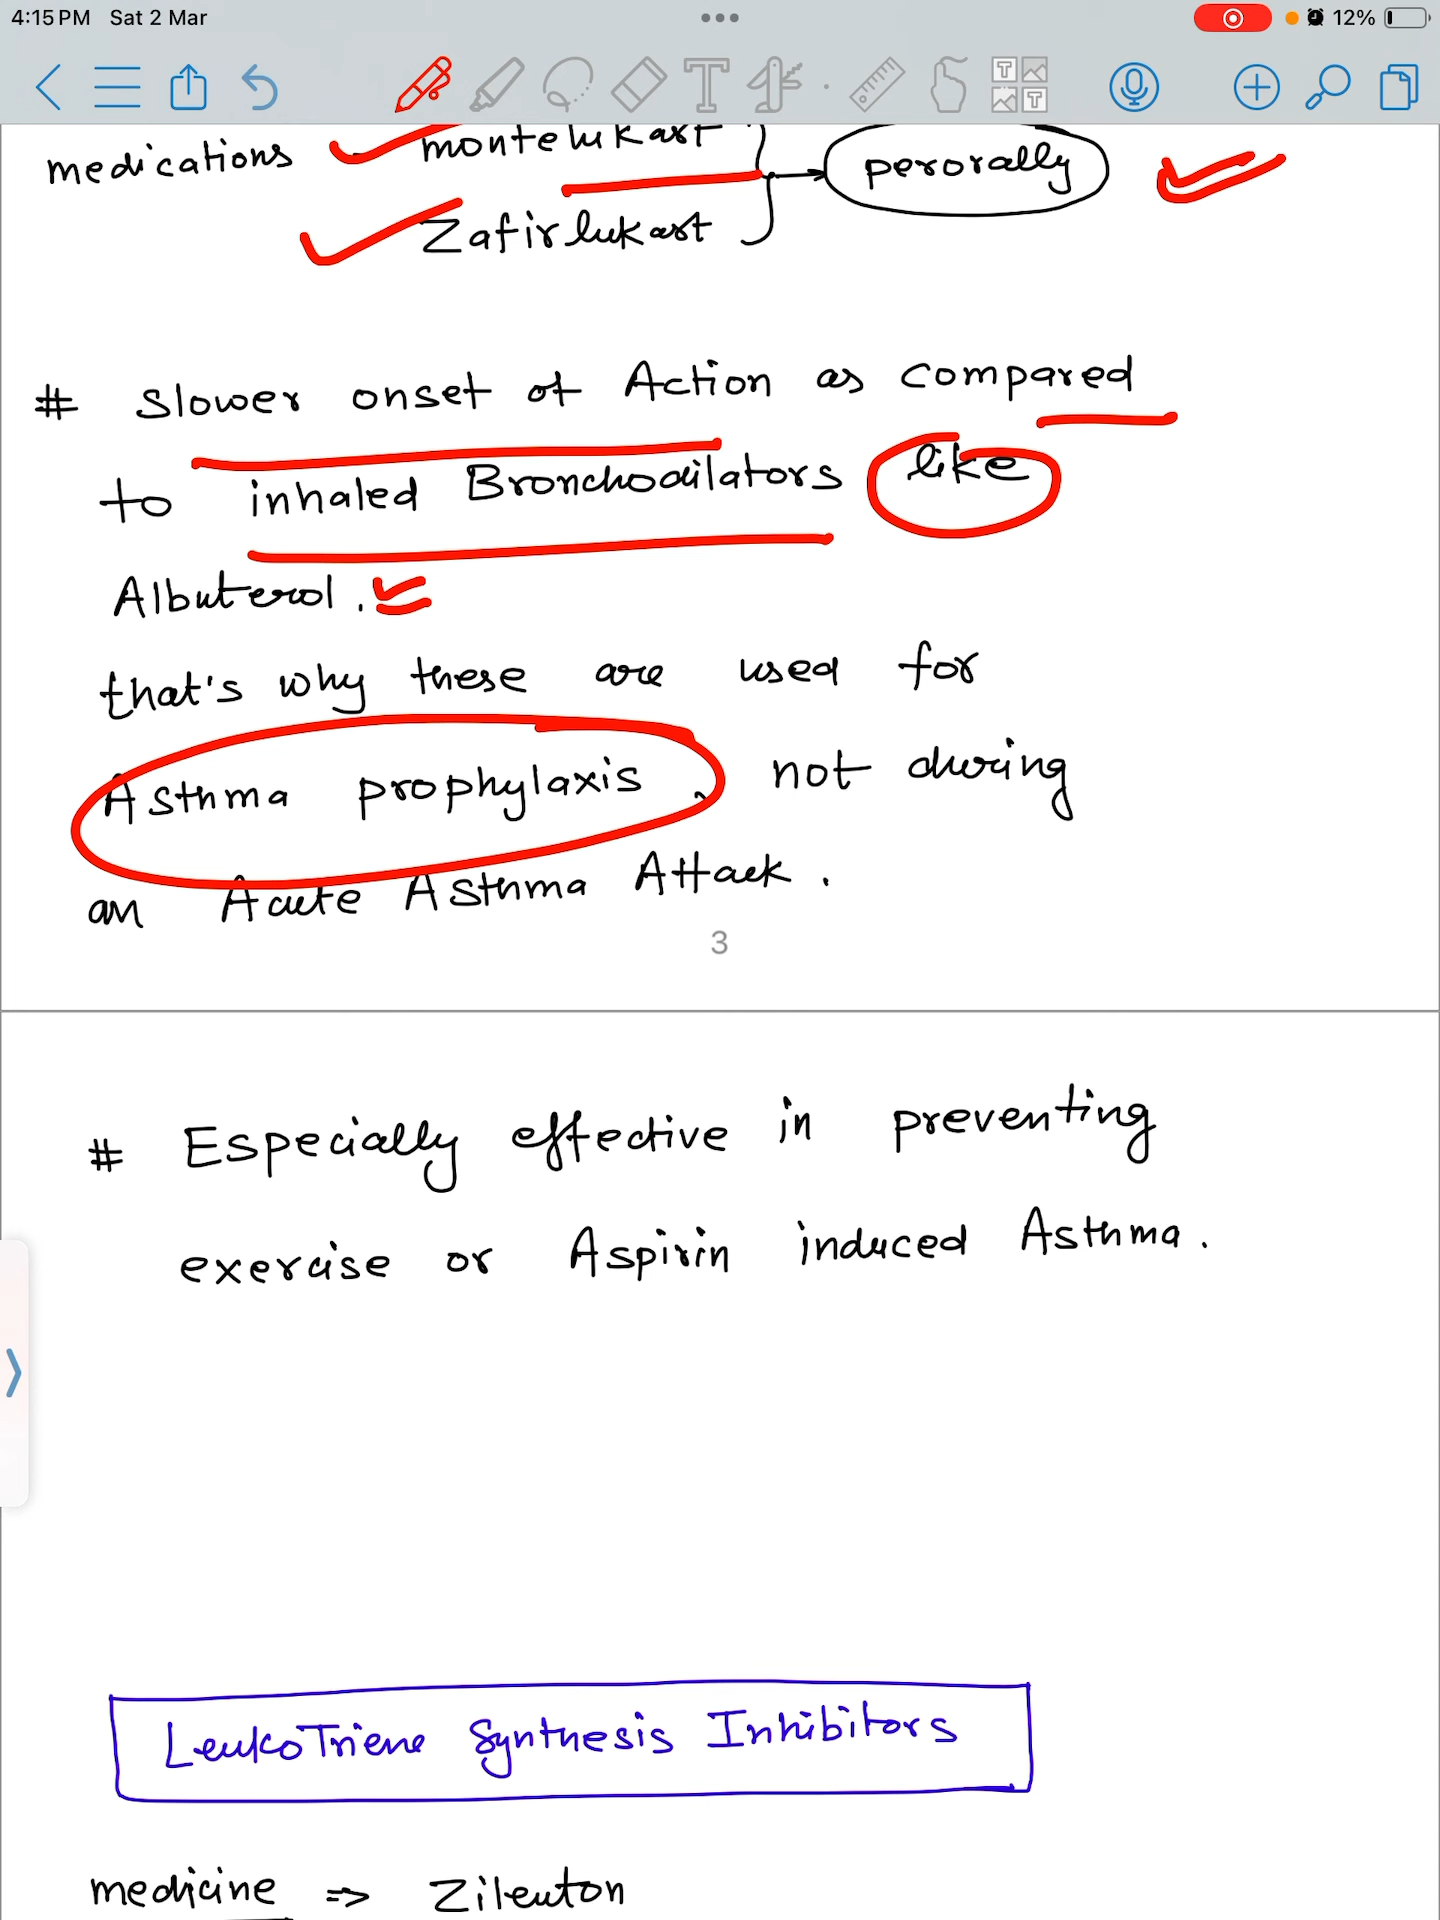 4:15 PM Sat 2 Mar
12%
medications montelukast
perorally
Zafirlukast
# Slower onset of Action as compared
to inhaled Bronchodilators like
Albuterol.
that's why these are used for
Asthma prophylaxis, not during
an Acute Asthma Attack.
3
# Especially effective in preventing
exercise or Aspirin induced Asthma.
LeukoTriene Synthesis Inhibitors
medicine => Zileuton